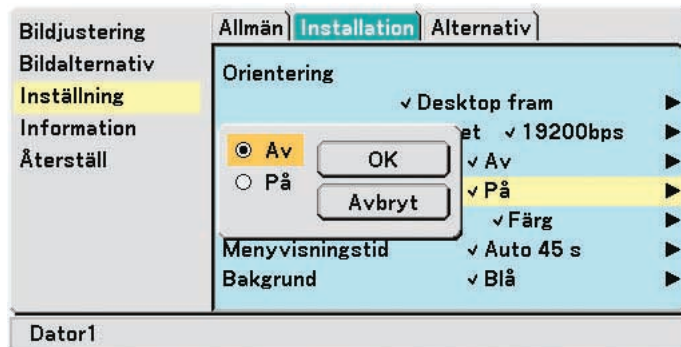 Bildjustering
Bildalternativ
Inställning
Information
Återställ
Allmän Installation Alternativ
Orientering
✓ Desktop fram
et ✓ 19200bps
✓ Av
✓ På
✓ Färg
Menyvisningstid ✓ Auto 45 s
Bakgrund ✓ Blå
Av
På
OK
Avbryt
Dator1